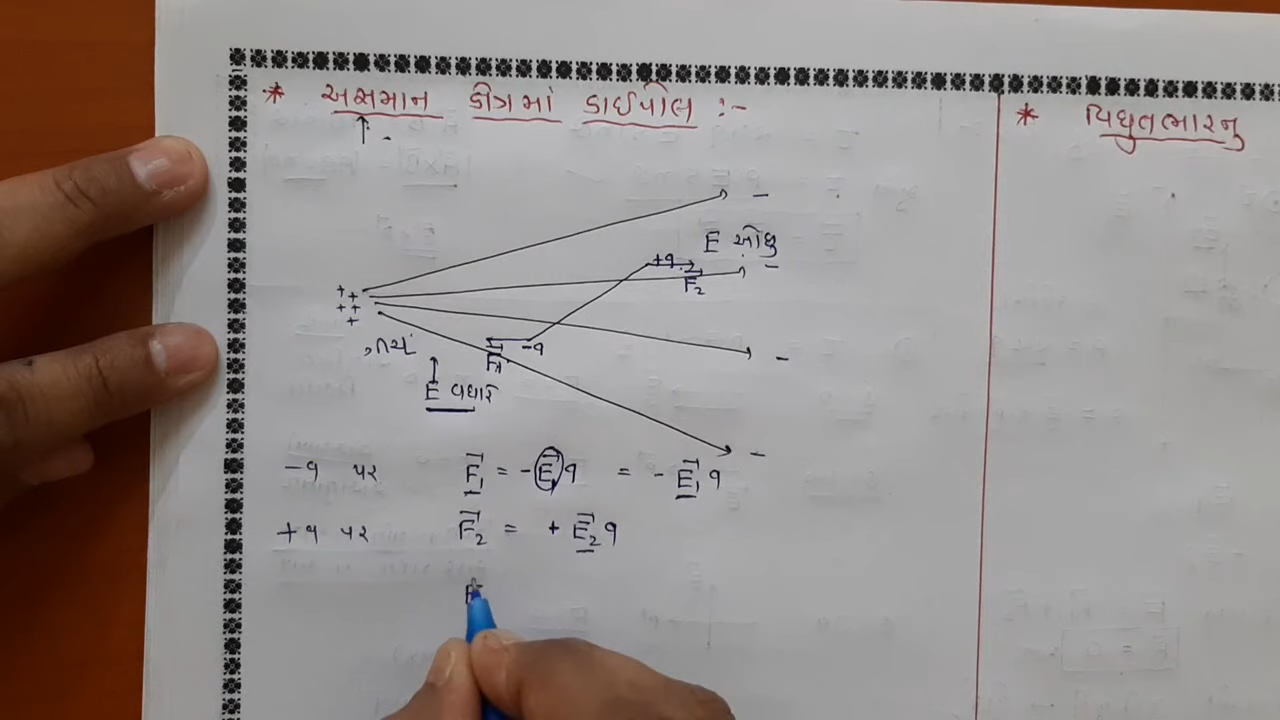 * અસમાન ક્ષેત્રમાં ડાઈપોલ :-
* વિધુતભારનુ
E ઓછુ
+q
F₂
-q
F₁
E વધારે
-q પર F₁ = -E₁q = - E₁q
+q પર F₂ = + E₂q
F